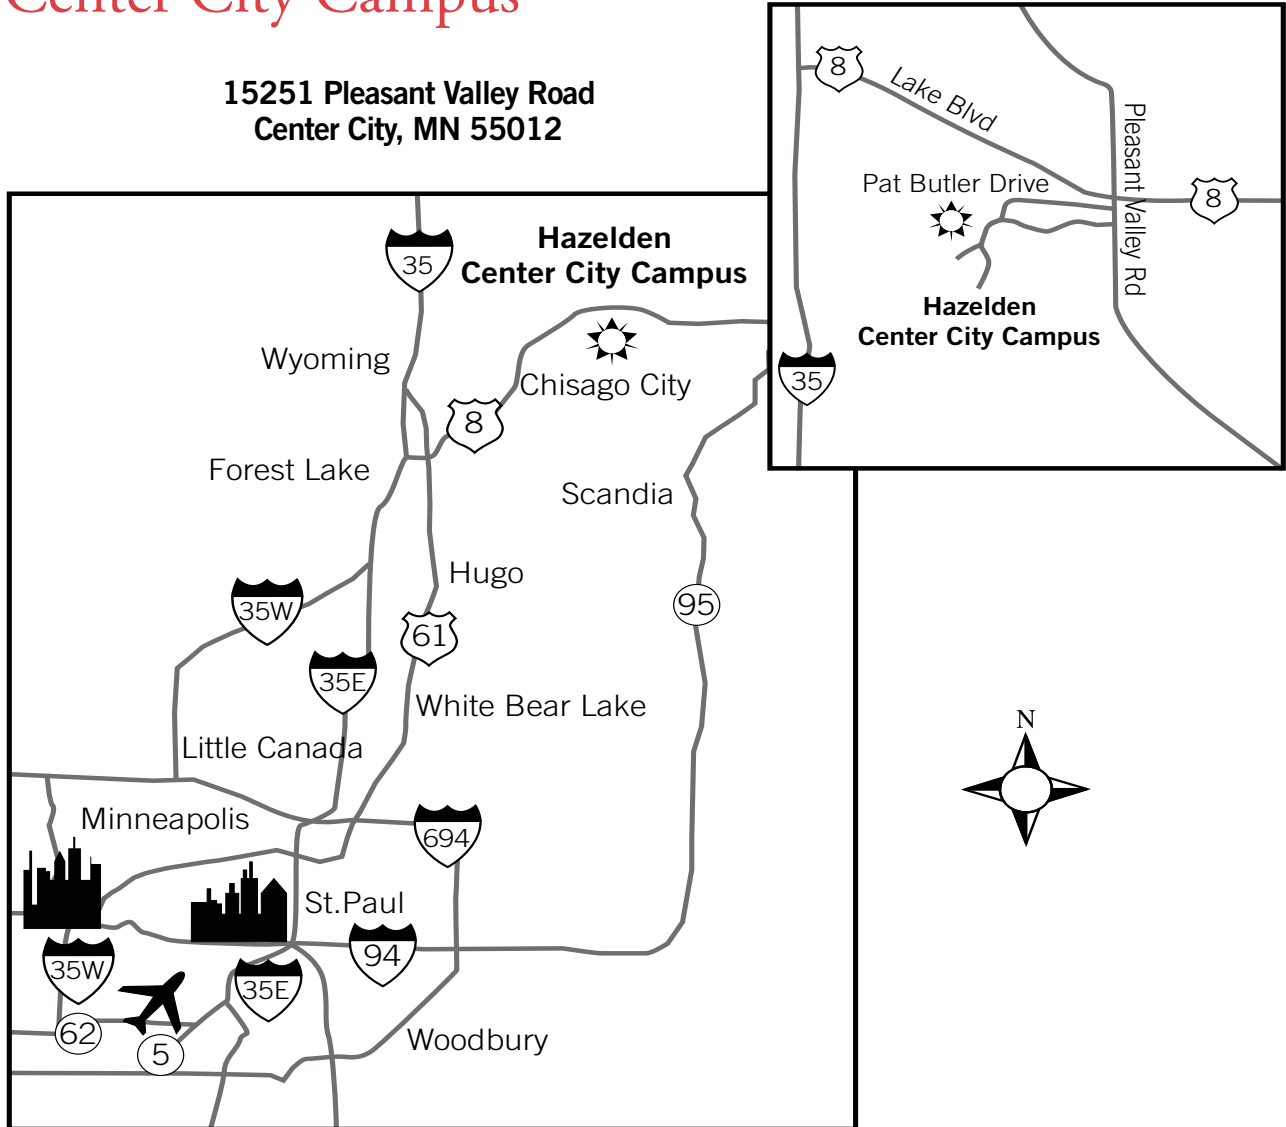 Center City Campus
15251 Pleasant Valley Road
Center City, MN 55012
8
Lake Blvd
Pleasant Valley Rd
Pat Butler Drive
8
Hazelden
Center City Campus
35
35
Hazelden
Center City Campus
Wyoming
Chisago City
8
Forest Lake
Scandia
Hugo
35W
95
61
35E
White Bear Lake
Little Canada
N
Minneapolis
694
St.Paul
94
35W
35E
62
5
Woodbury